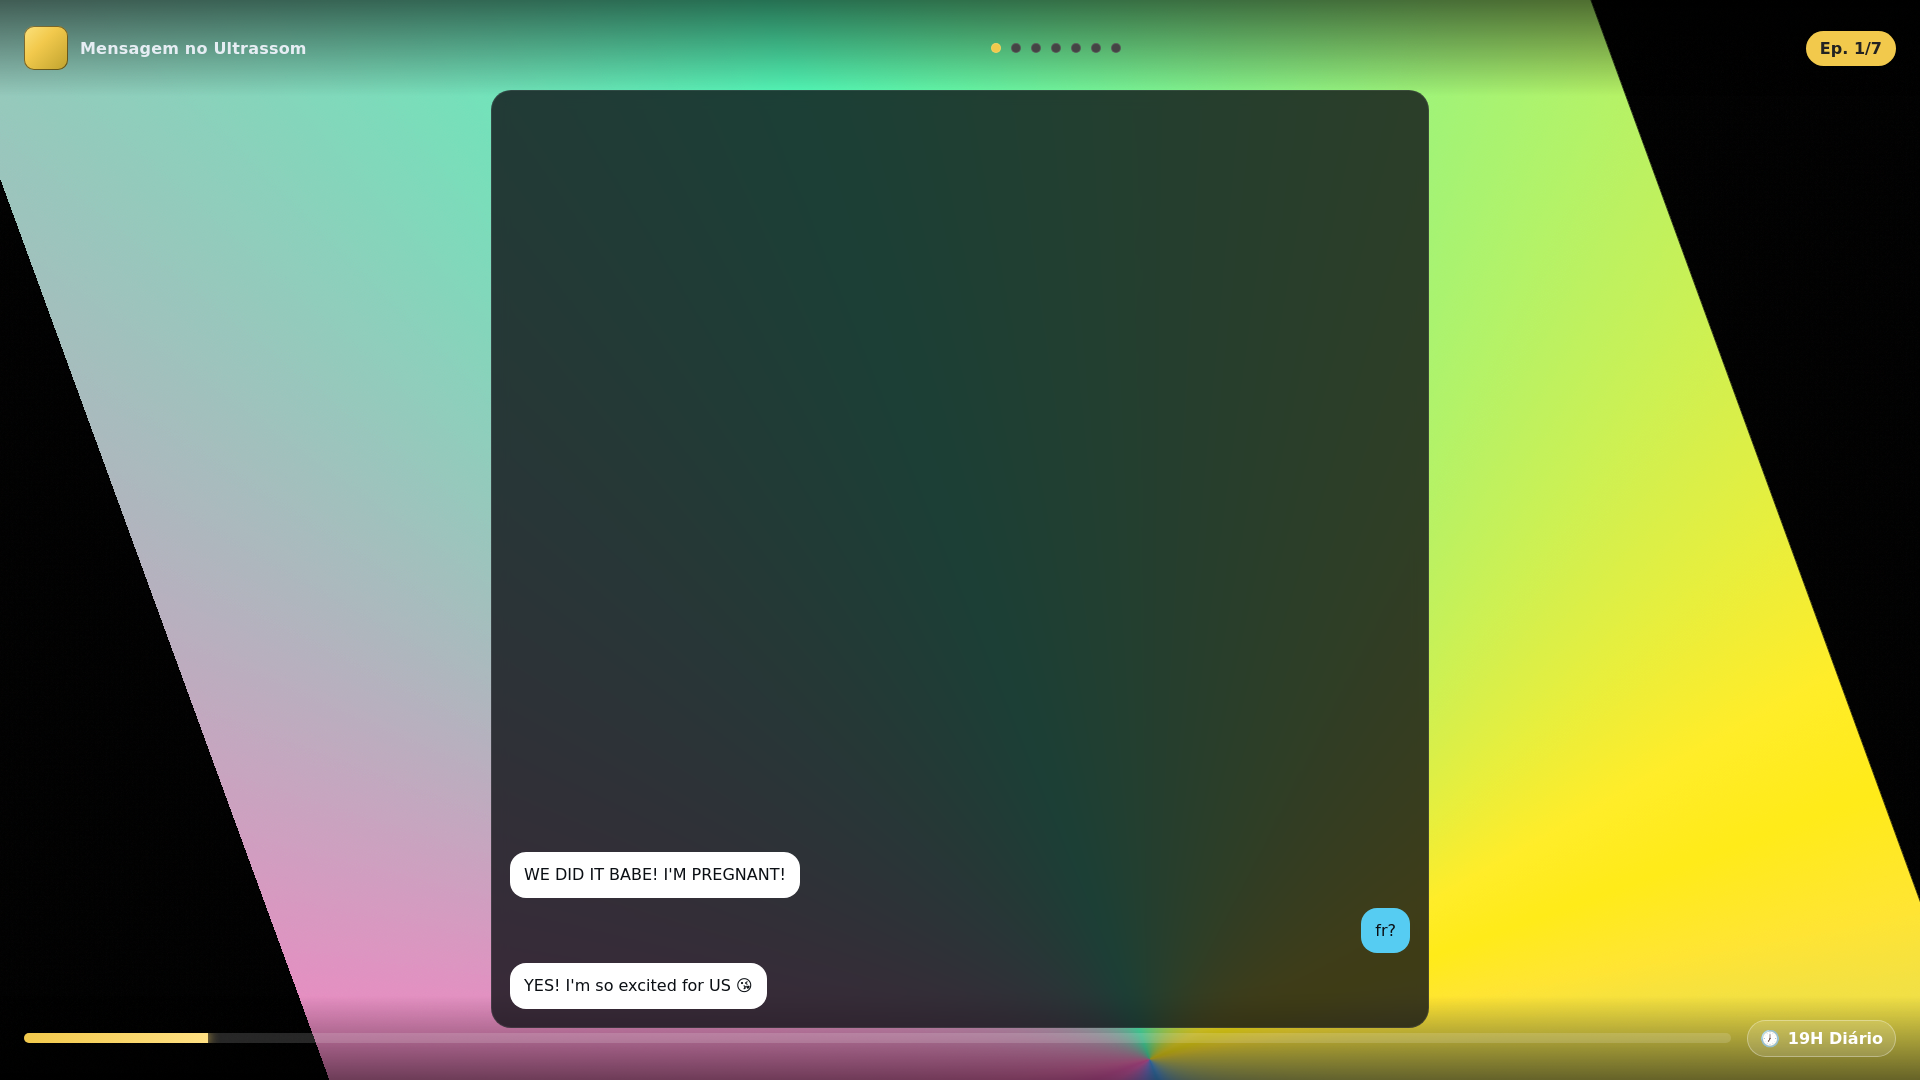 Mensagem no Ultrassom
Ep. 1/7
WE DID IT BABE! I'M PREGNANT!
fr?
YES! I'm so excited for US 😘
🕖 19H Diário